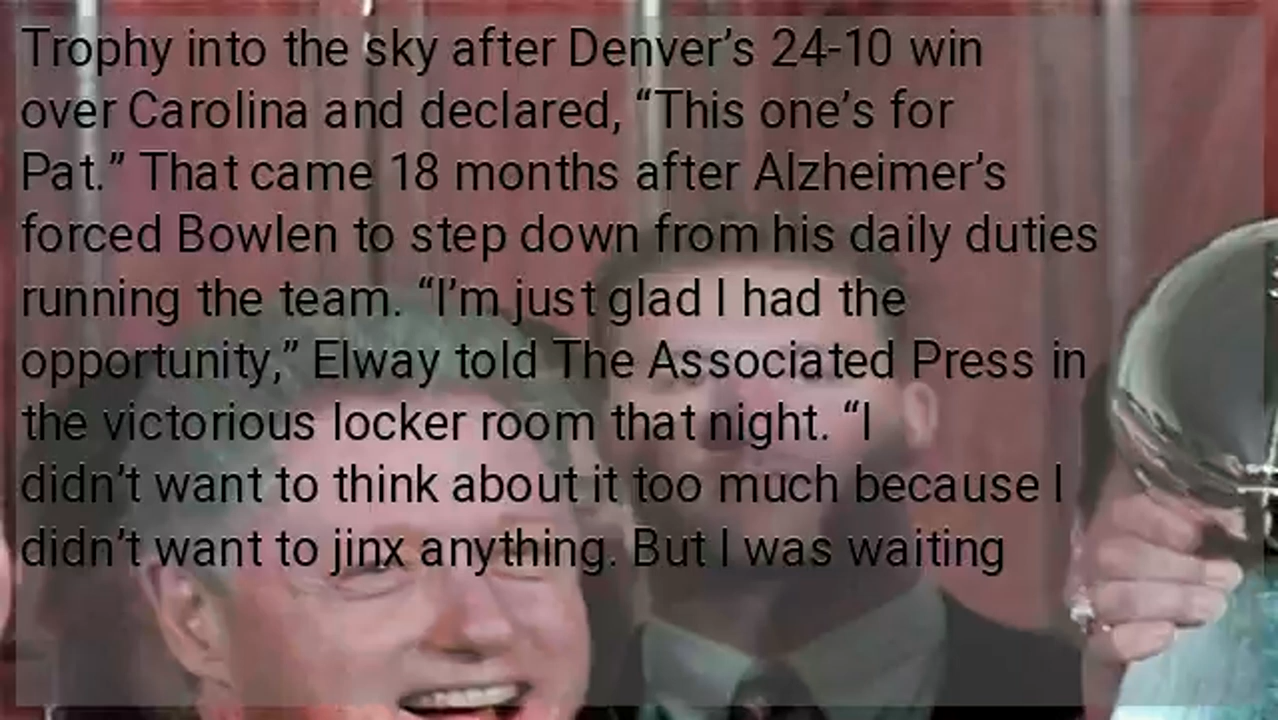 Trophy into the sky after Denver’s 24-10 win
over Carolina and declared, “This one’s for
Pat.” That came 18 months after Alzheimer’s
forced Bowlen to step down from his daily duties
running the team. “I’m just glad I had the
opportunity,” Elway told The Associated Press in
the victorious locker room that night. “I
didn’t want to think about it too much because I
didn’t want to jinx anything. But I was waiting